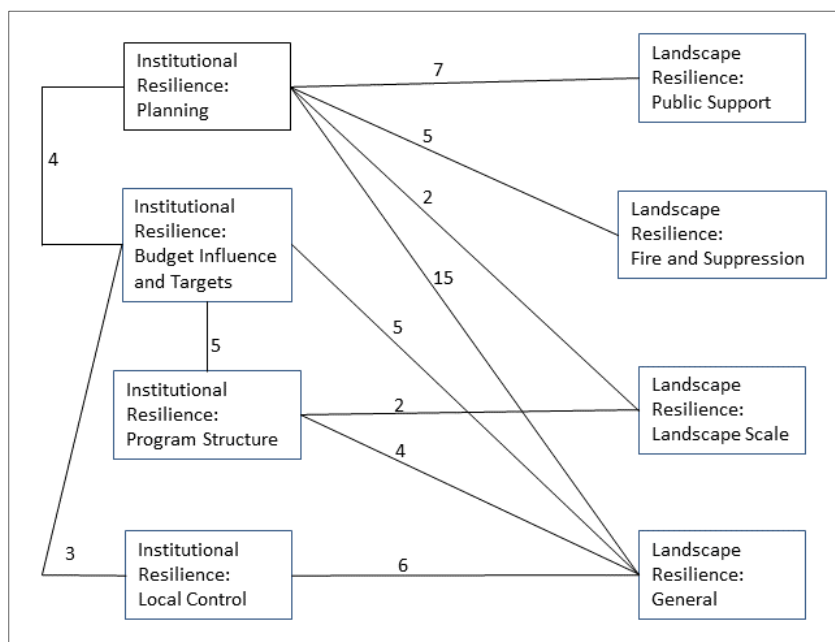 Institutional
Resilience:
Planning
7
Landscape
Resilience:
Public Support
4
5
2
Institutional
Resilience:
Budget Influence
and Targets
Landscape
Resilience:
Fire and Suppression
15
5
5
Institutional
Resilience:
Program Structure
2
4
Landscape
Resilience:
Landscape Scale
3
Institutional
Resilience:
Local Control
6
Landscape
Resilience:
General